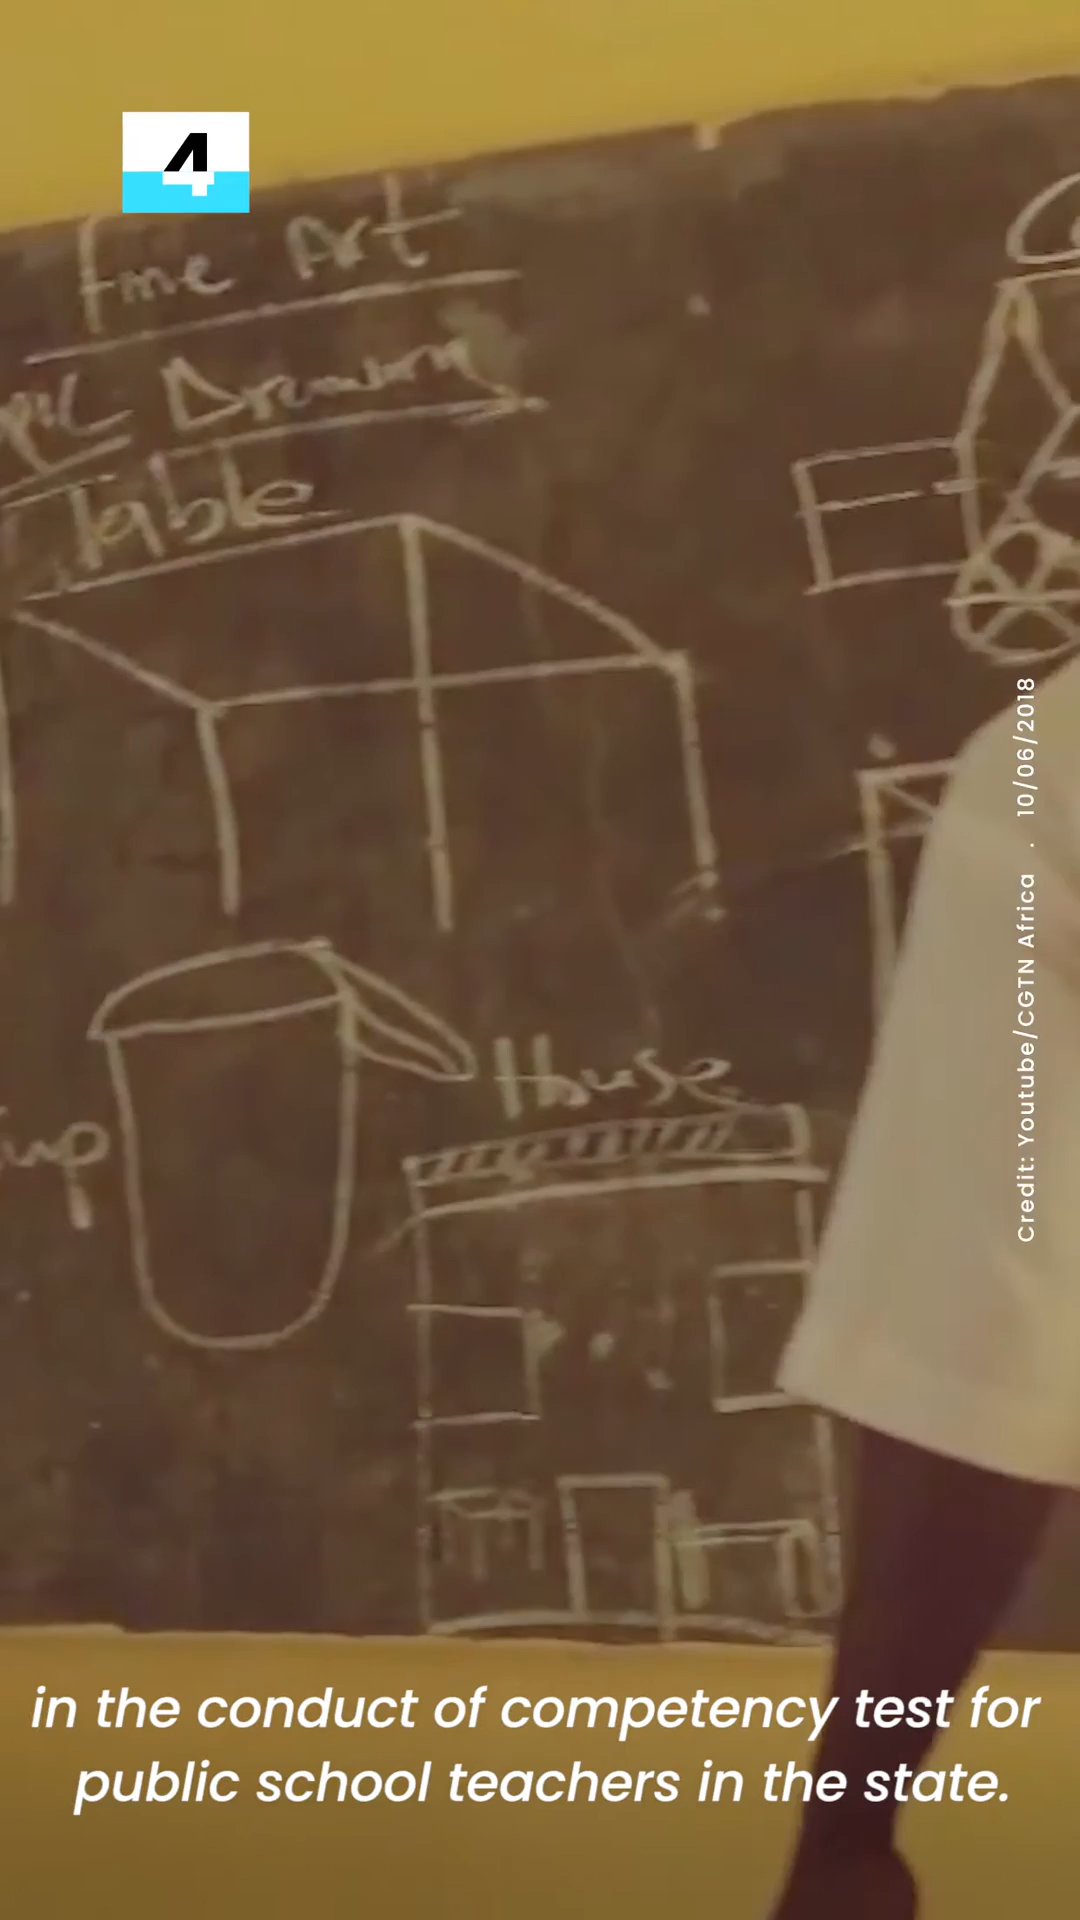 4
Fine Art
Drawing
Table
House
Credit: Youtube/CGTN Africa . 10/06/2018
in the conduct of competency test for
public school teachers in the state.